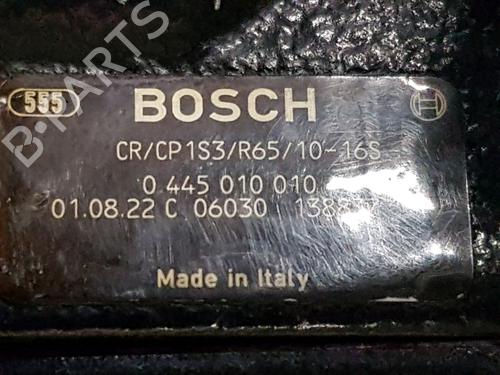 B-PARTS
555 BOSCH
CR/CP1S3/R65/10-16S
0 445 010 010
01.08.22 C 06030
Made in Italy